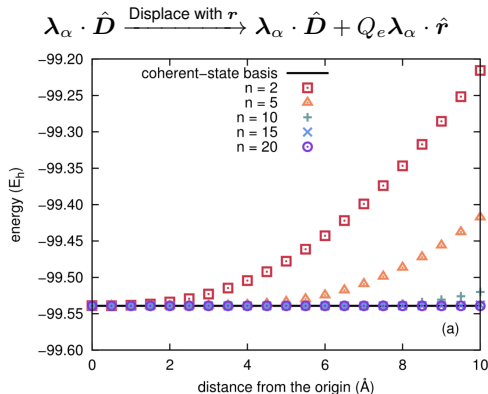 λ_α · D̂ —Displace with r→ λ_α · D̂ + Q_e λ_α · r̂
coherent-state basis
n = 2
n = 5
n = 10
n = 15
n = 20
energy (E_h)
−99.20
−99.25
−99.30
−99.35
−99.40
−99.45
−99.50
−99.55
−99.60
(a)
0 2 4 6 8 10
distance from the origin (Å)